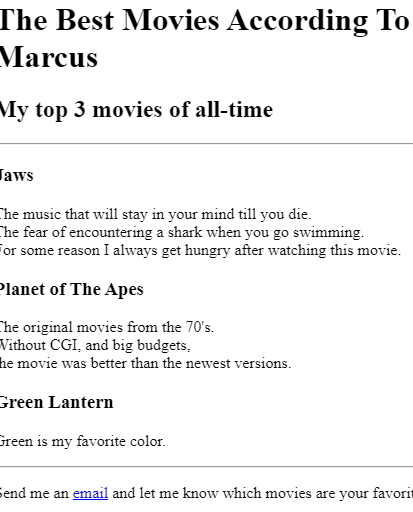 The Best Movies According To
Marcus
My top 3 movies of all-time
Jaws
The music that will stay in your mind till you die.
The fear of encountering a shark when you go swimming.
For some reason I always get hungry after watching this movie.
Planet of The Apes
The original movies from the 70's.
Without CGI, and big budgets,
the movie was better than the newest versions.
Green Lantern
Green is my favorite color.
Send me an email and let me know which movies are your favorit